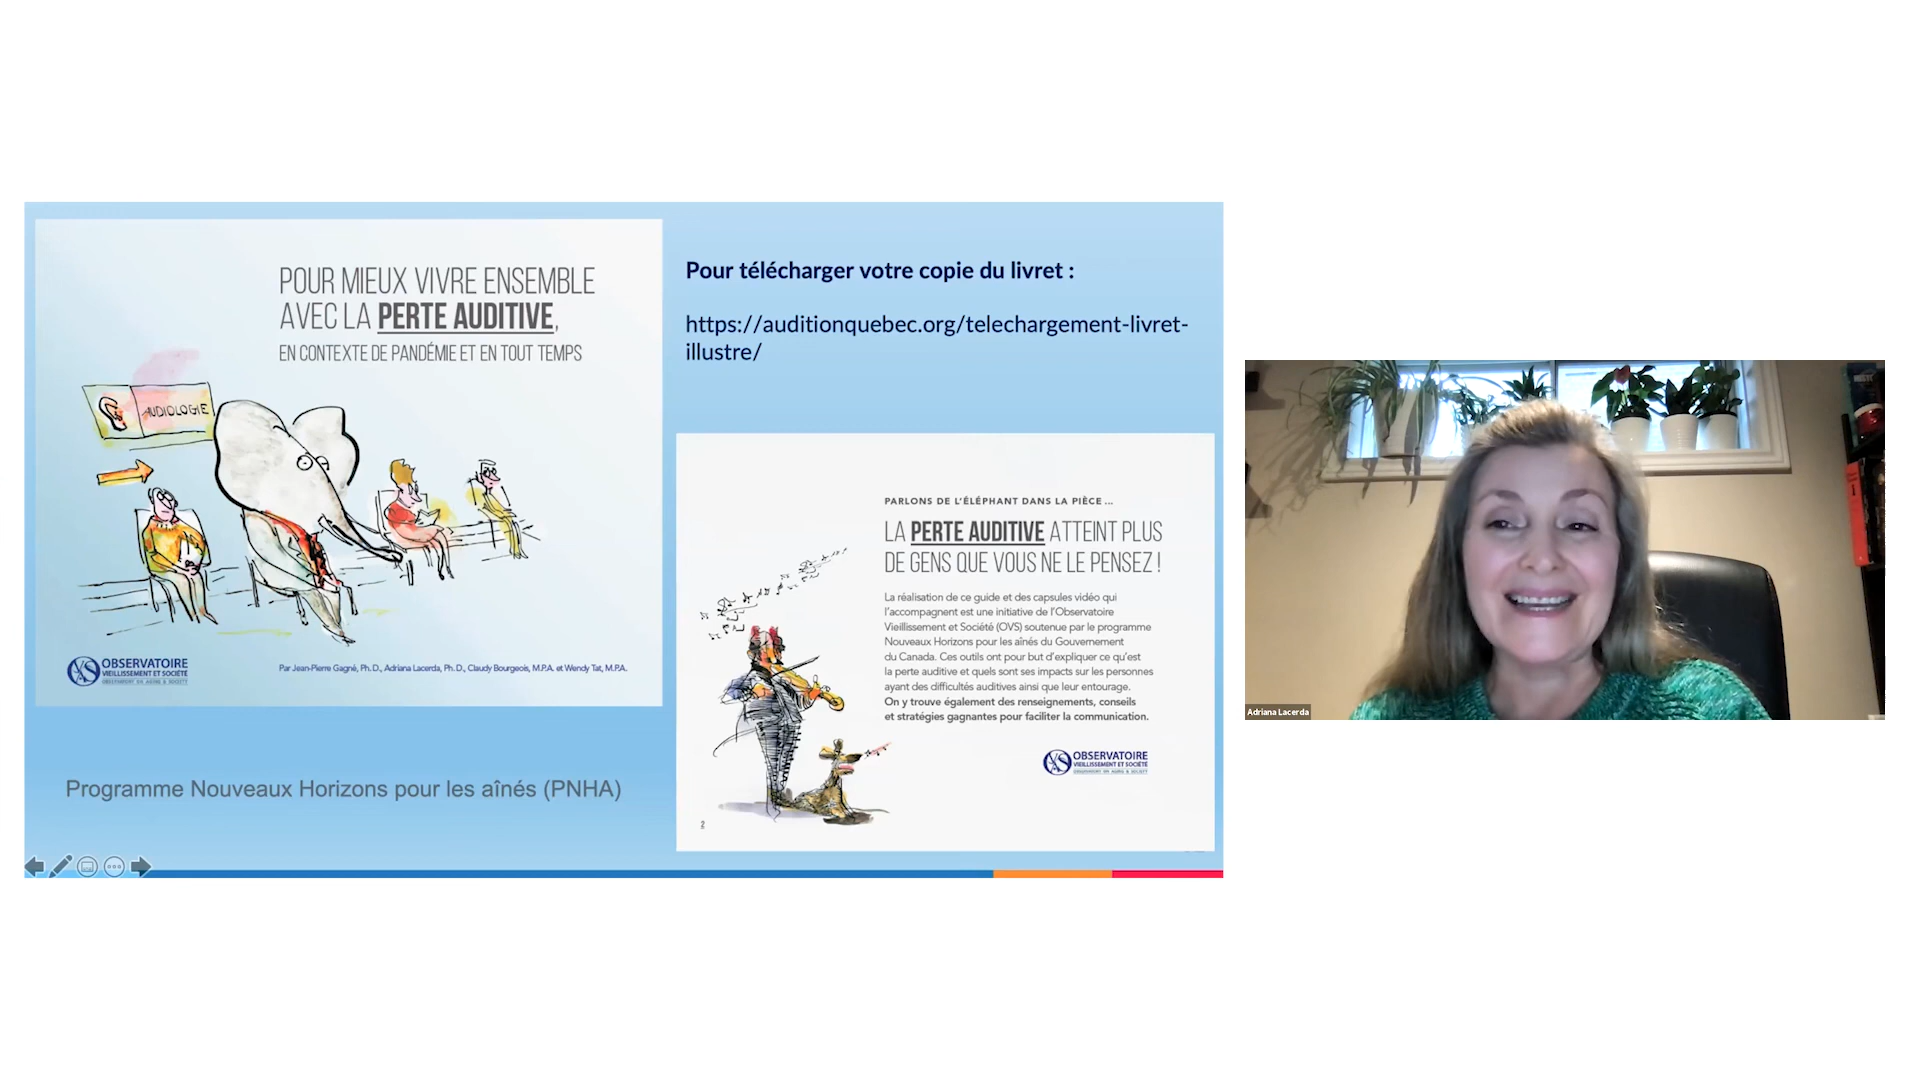 POUR MIEUX VIVRE ENSEMBLE
AVEC LA PERTE AUDITIVE,
EN CONTEXTE DE PANDÉMIE ET EN TOUT TEMPS
AUDIOLOGIE
OBSERVATOIRE
VIEILLISSEMENT ET SOCIÉTÉ
OBSERVATORY ON AGING & SOCIETY
Par Jean-Pierre Gagné, Ph. D., Adriana Lacerda, Ph. D., Claudy Bourgeois, M.P.A. et Wendy Tat, M.P.A.
Programme Nouveaux Horizons pour les aînés (PNHA)
Pour télécharger votre copie du livret :
https://auditionquebec.org/telechargement-livret-
illustre/
PARLONS DE L'ÉLÉPHANT DANS LA PIÈCE ...
LA PERTE AUDITIVE ATTEINT PLUS
DE GENS QUE VOUS NE LE PENSEZ !
La réalisation de ce guide et des capsules vidéo qui
l'accompagnent est une initiative de l'Observatoire
Vieillissement et Société (OVS) soutenue par le programme
Nouveaux Horizons pour les aînés du Gouvernement
du Canada. Ces outils ont pour but d'expliquer ce qu'est
la perte auditive et quels sont ses impacts sur les personnes
ayant des difficultés auditives ainsi que leur entourage.
On y trouve également des renseignements, conseils
et stratégies gagnantes pour faciliter la communication.
OBSERVATOIRE
VIEILLISSEMENT ET SOCIÉTÉ
OBSERVATORY ON AGING & SOCIETY
2
Adriana Lacerda